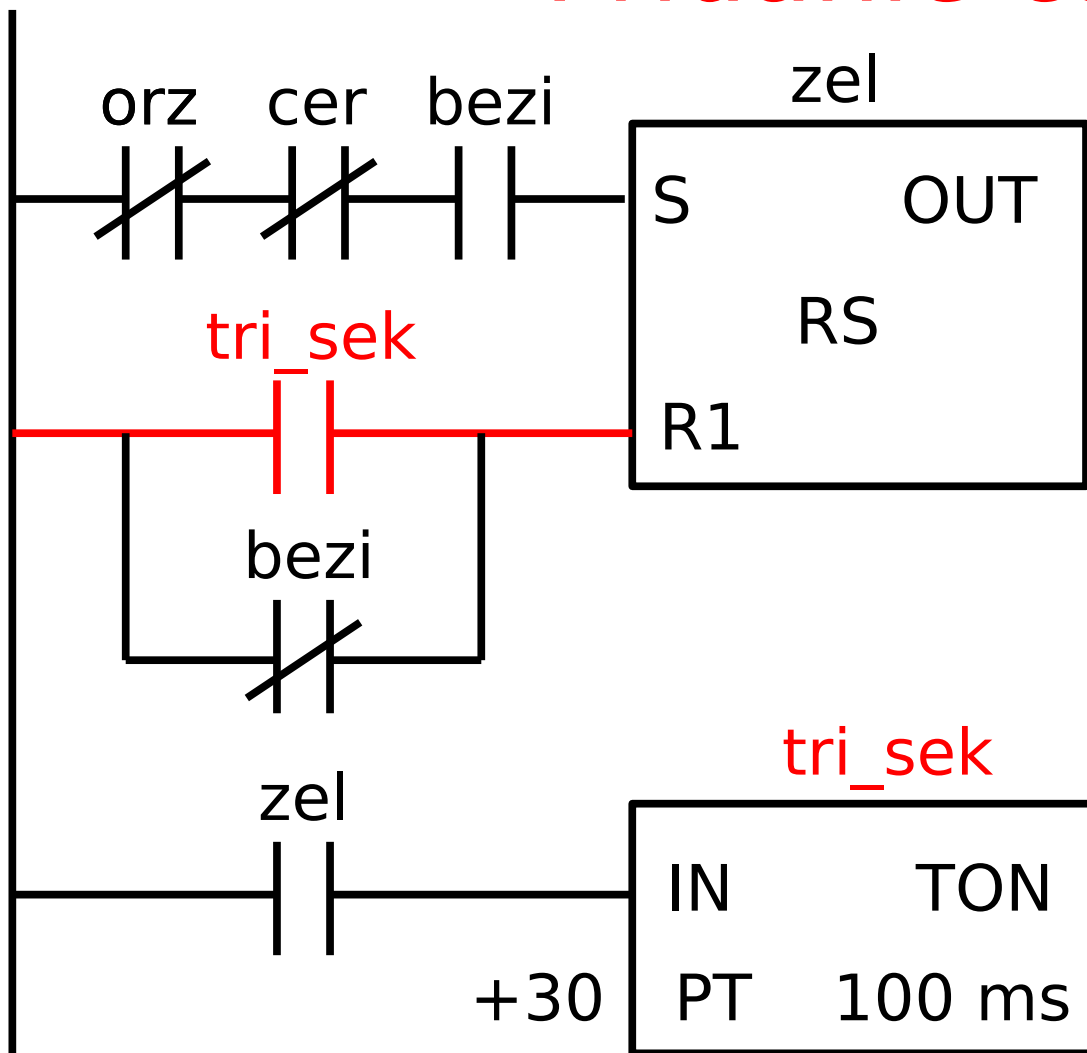 orz cer bezi zel
S OUT
RS
tri_sek
R1
bezi
tri_sek
zel
IN TON
+30 PT 100 ms